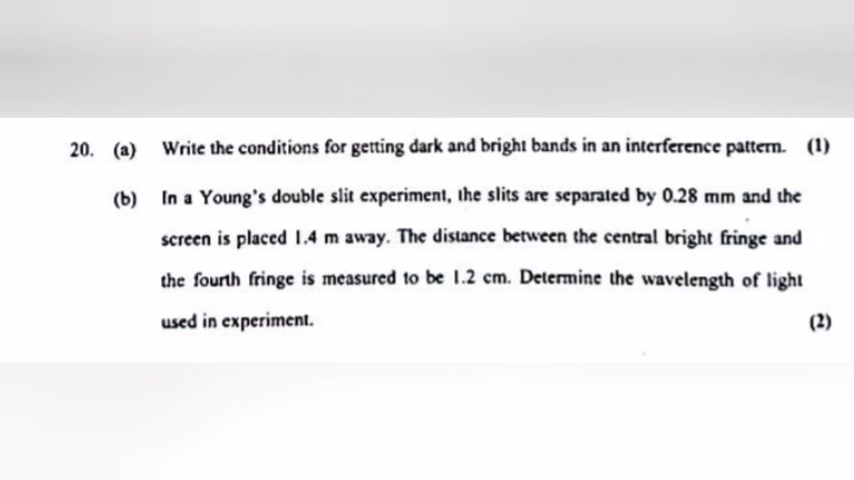 20. (a) Write the conditions for getting dark and bright bands in an interference pattern. (1)
(b) In a Young's double slit experiment, the slits are separated by 0.28 mm and the
screen is placed 1.4 m away. The distance between the central bright fringe and
the fourth fringe is measured to be 1.2 cm. Determine the wavelength of light
used in experiment. (2)